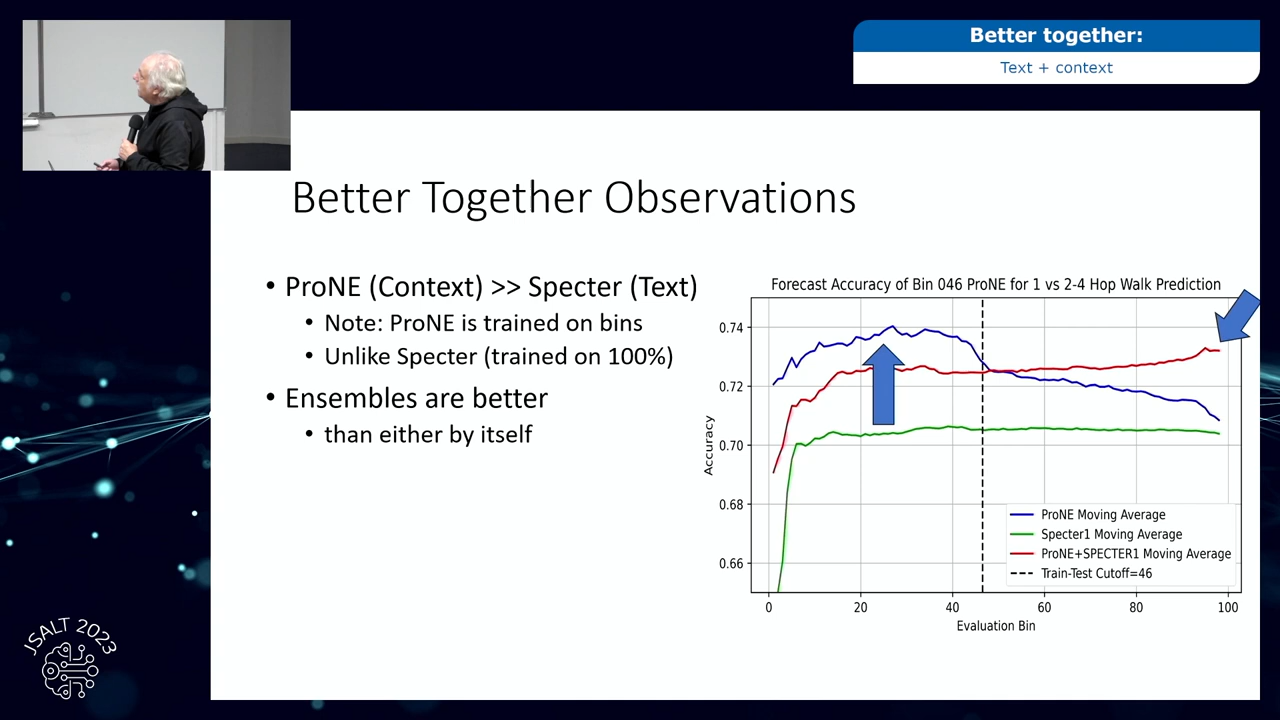 Better together:
Text + context
Better Together Observations
• ProNE (Context) >> Specter (Text)
• Note: ProNE is trained on bins
• Unlike Specter (trained on 100%)
• Ensembles are better
• than either by itself
Forecast Accuracy of Bin 046 ProNE for 1 vs 2-4 Hop Walk Prediction
0.74
0.72
0.70
0.68
0.66
Accuracy
ProNE Moving Average
Specter1 Moving Average
ProNE+SPECTER1 Moving Average
Train-Test Cutoff=46
0 20 40 60 80 100
Evaluation Bin
JSALT 2023